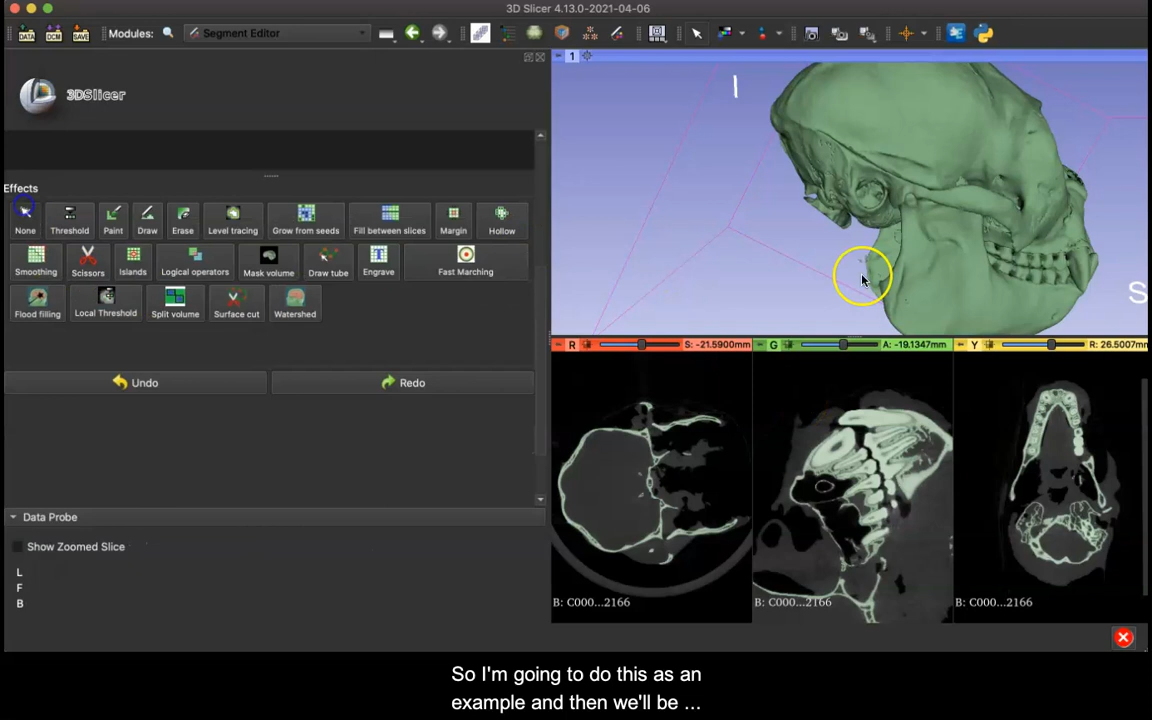 3D Slicer 4.13.0-2021-04-06
DATA DCM SAVE Modules: Segment Editor
3DSlicer
1
I
S
Effects
None Threshold Paint Draw Erase Level tracing Grow from seeds Fill between slices Margin Hollow
Smoothing Scissors Islands Logical operators Mask volume Draw tube Engrave Fast Marching
Flood filling Local Threshold Split volume Surface cut Watershed
R S: -21.5900mm G A: -19.1347mm Y R: 26.5007mm
Undo Redo
Data Probe
Show Zoomed Slice
L
F
B
B: C000...2166 B: C000...2166 B: C000...2166
So I'm going to do this as an
example and then we'll be ...